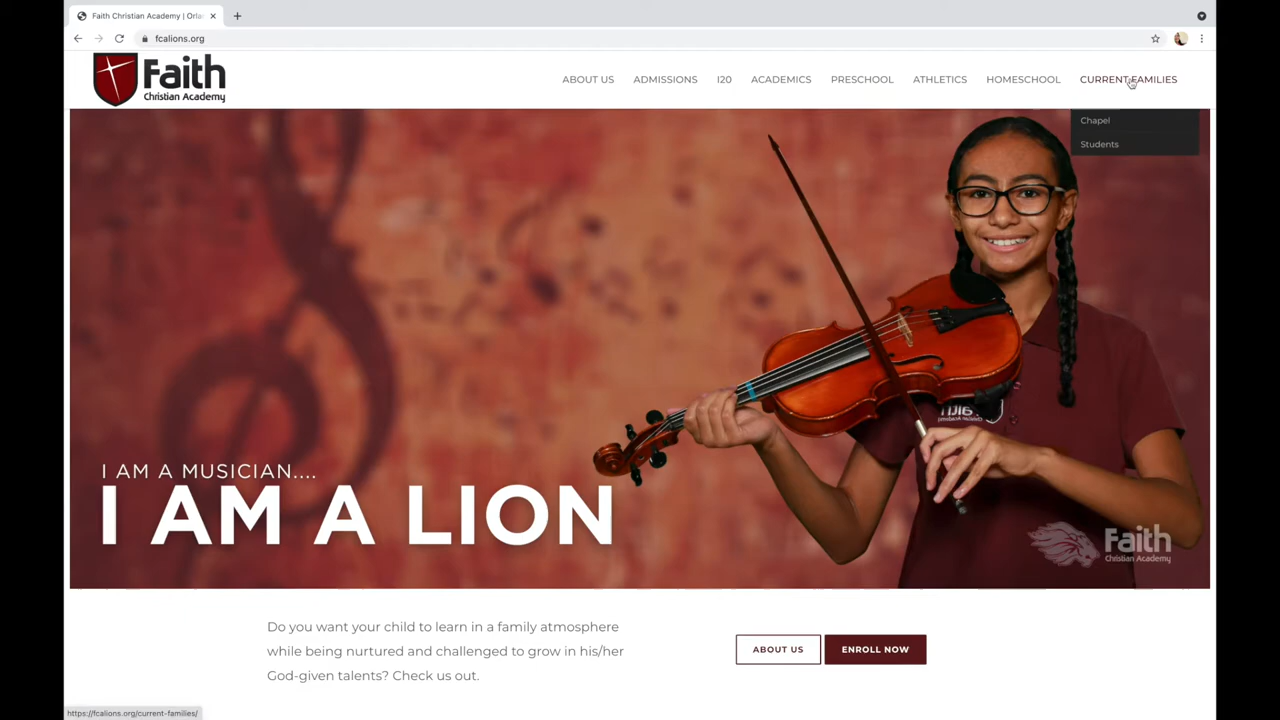 Faith Christian Academy | Orla
fcalions.org
Faith
Christian Academy
ABOUT US
ADMISSIONS
I20
ACADEMICS
PRESCHOOL
ATHLETICS
HOMESCHOOL
CURRENT FAMILIES
Chapel
Students
I AM A MUSICIAN....
I AM A LION
Faith
Christian Academy
Do you want your child to learn in a family atmosphere
while being nurtured and challenged to grow in his/her
God-given talents? Check us out.
ABOUT US
ENROLL NOW
https://fcalions.org/current-families/